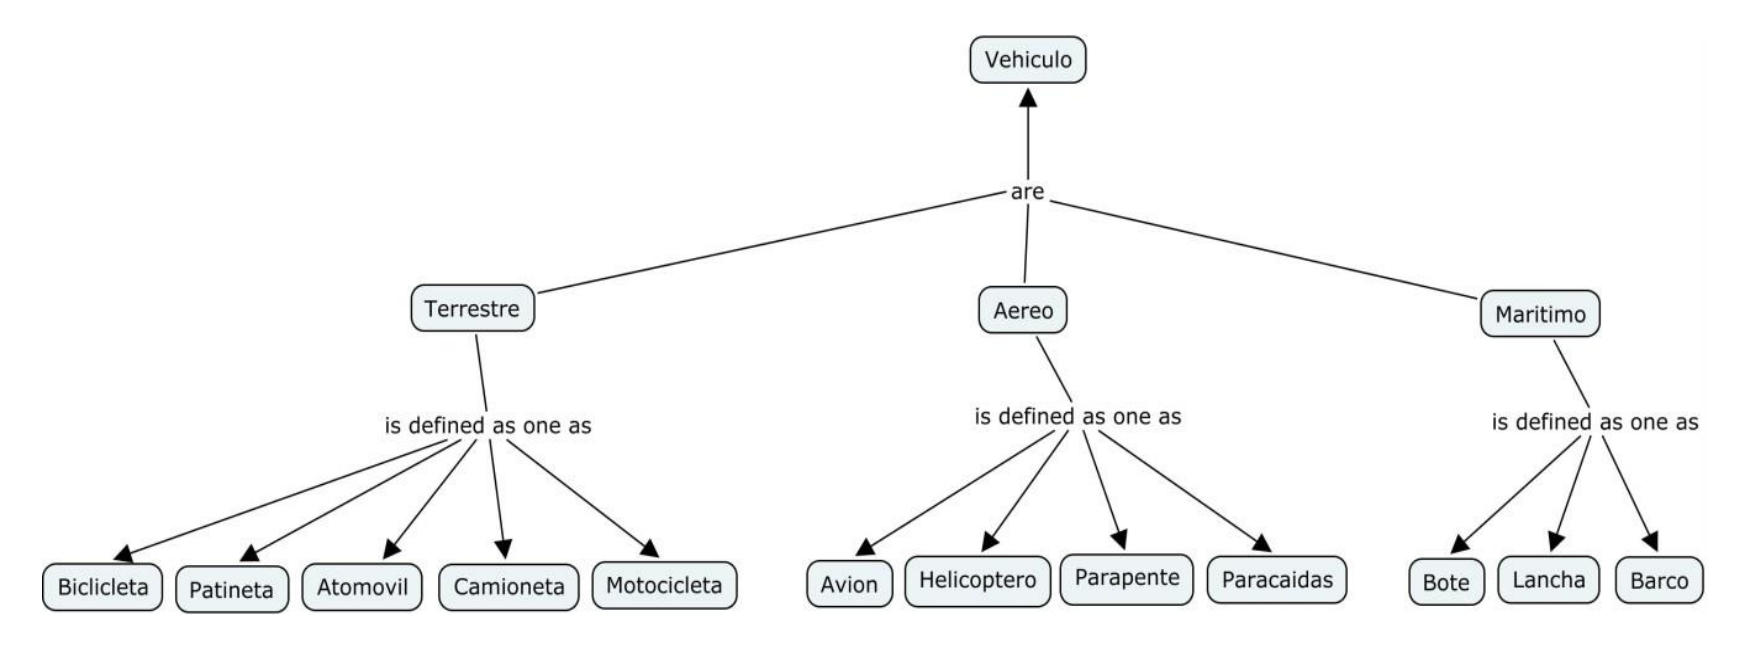 Vehiculo
are
Terrestre
Aereo
Maritimo
is defined as one as
is defined as one as
is defined as one as
Biclicleta
Patineta
Atomovil
Camioneta
Motocicleta
Avion
Helicoptero
Parapente
Paracaidas
Bote
Lancha
Barco